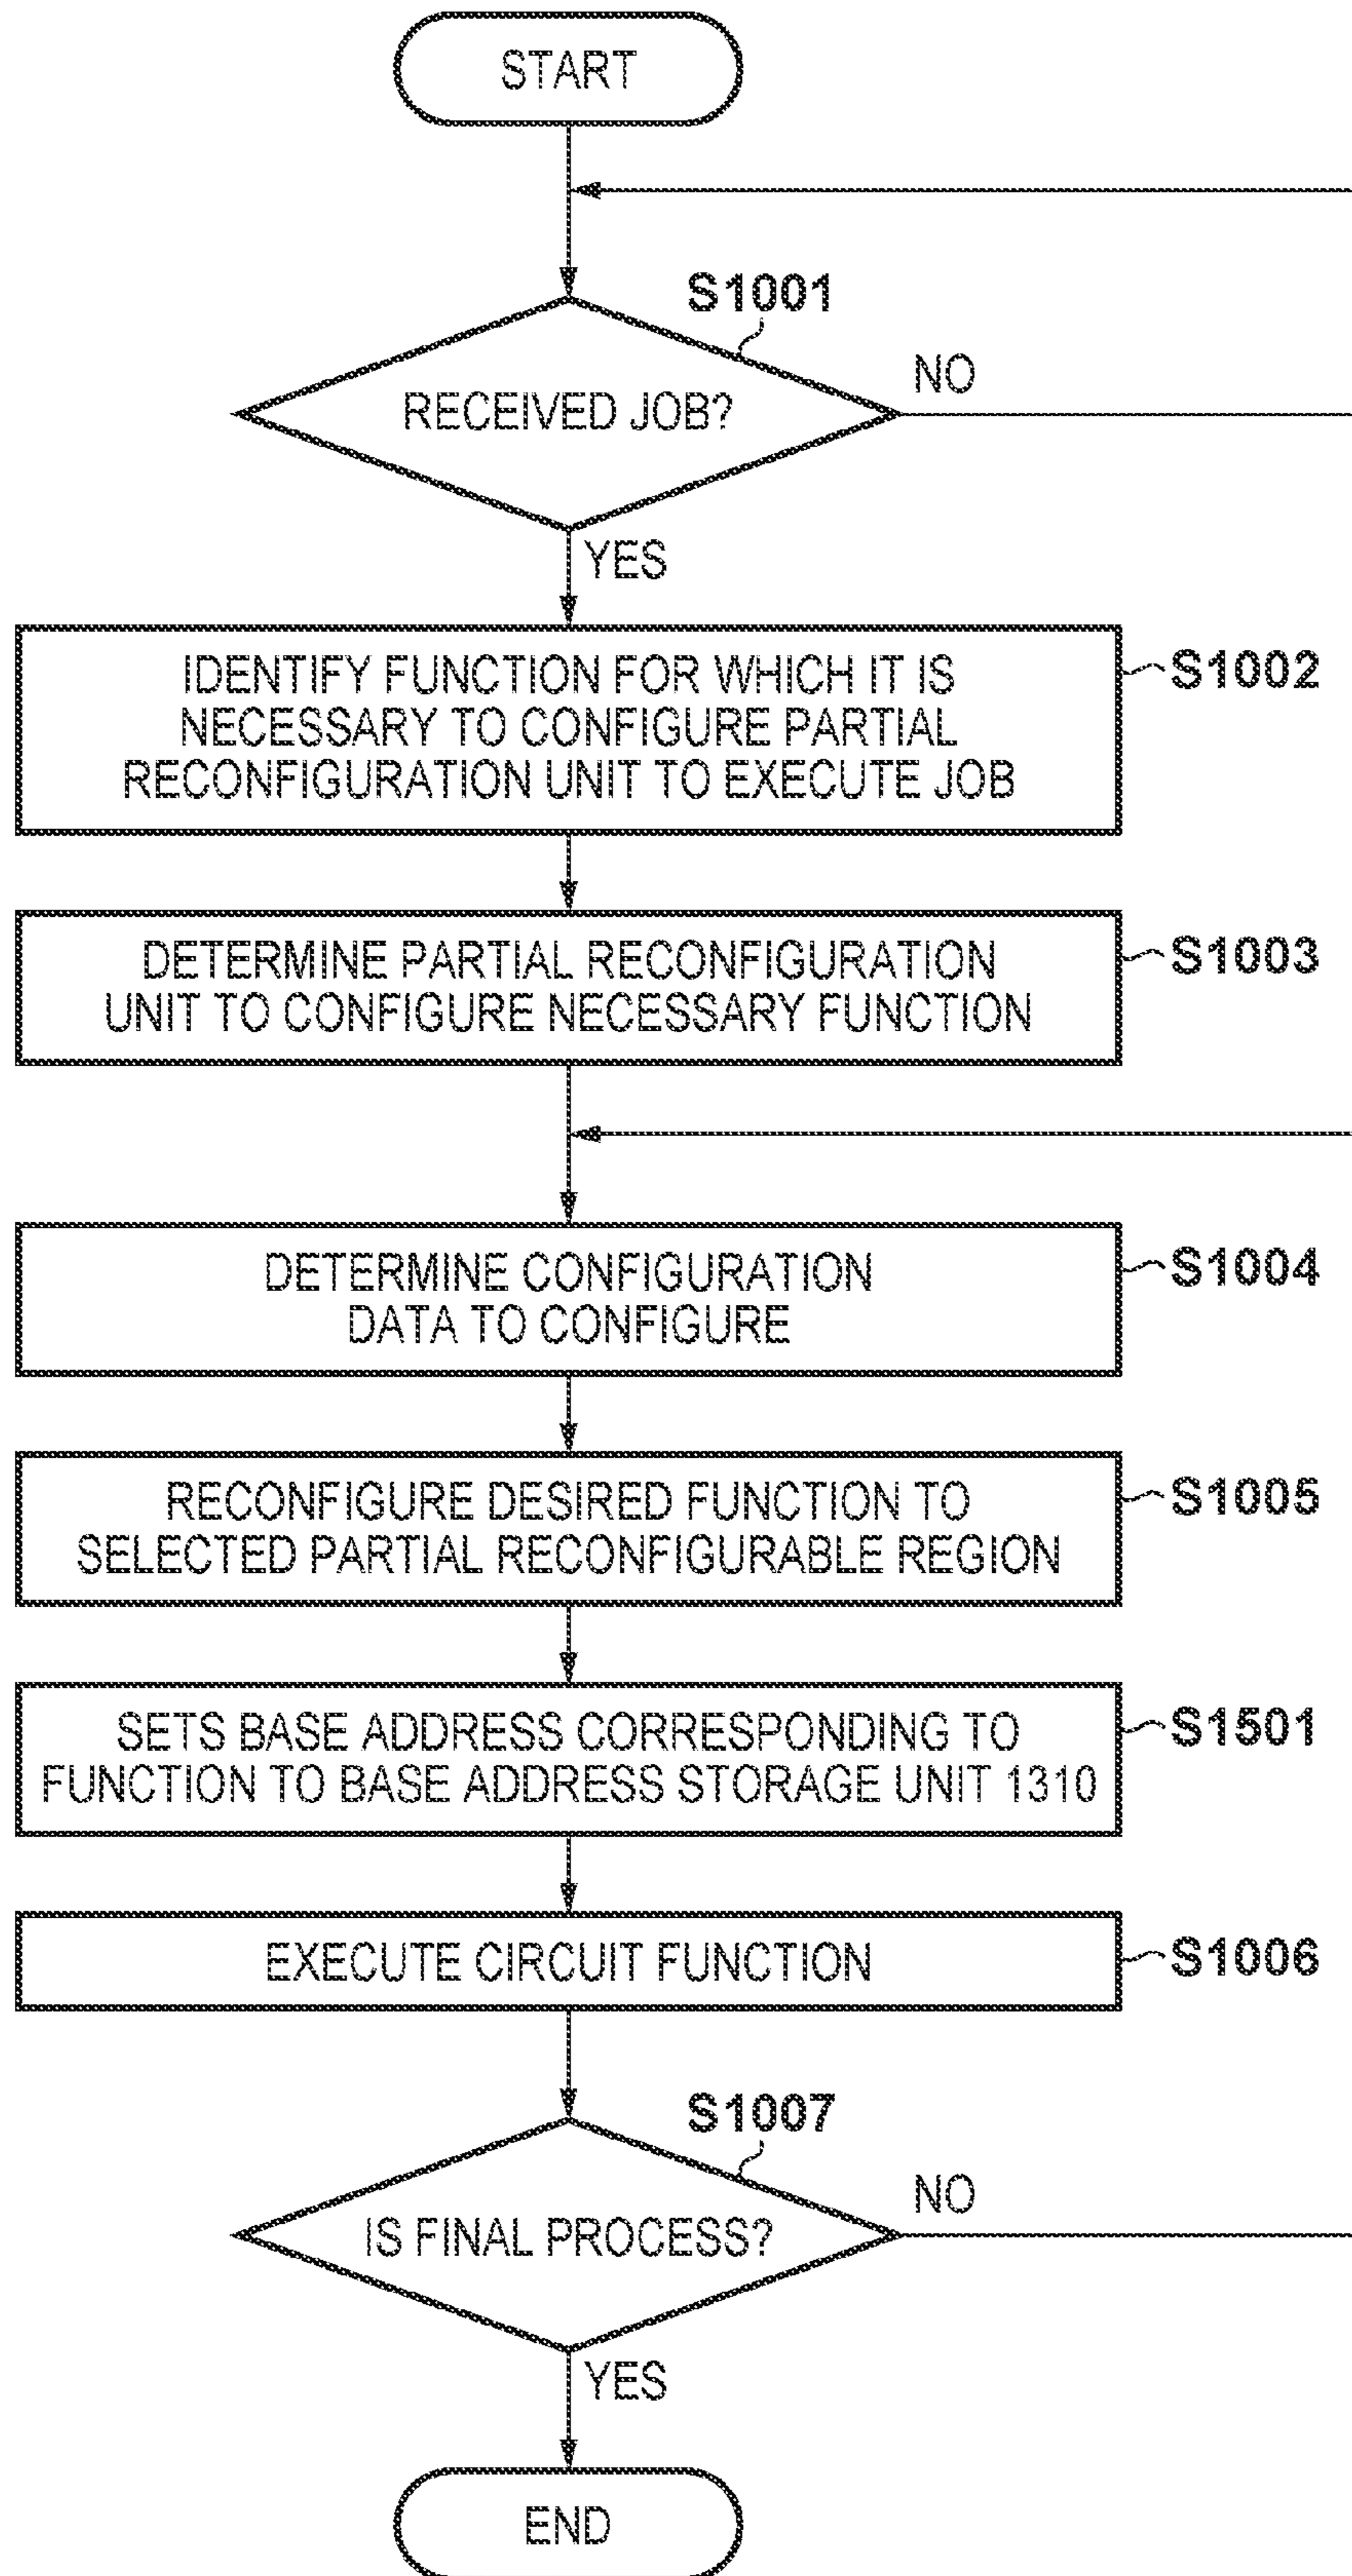 START
S1001
RECEIVED JOB?
NO
YES
IDENTIFY FUNCTION FOR WHICH IT IS
NECESSARY TO CONFIGURE PARTIAL
RECONFIGURATION UNIT TO EXECUTE JOB
S1002
DETERMINE PARTIAL RECONFIGURATION
UNIT TO CONFIGURE NECESSARY FUNCTION
S1003
DETERMINE CONFIGURATION
DATA TO CONFIGURE
S1004
RECONFIGURE DESIRED FUNCTION TO
SELECTED PARTIAL RECONFIGURABLE REGION
S1005
SETS BASE ADDRESS CORRESPONDING TO
FUNCTION TO BASE ADDRESS STORAGE UNIT 1310
S1501
EXECUTE CIRCUIT FUNCTION
S1006
S1007
IS FINAL PROCESS?
NO
YES
END